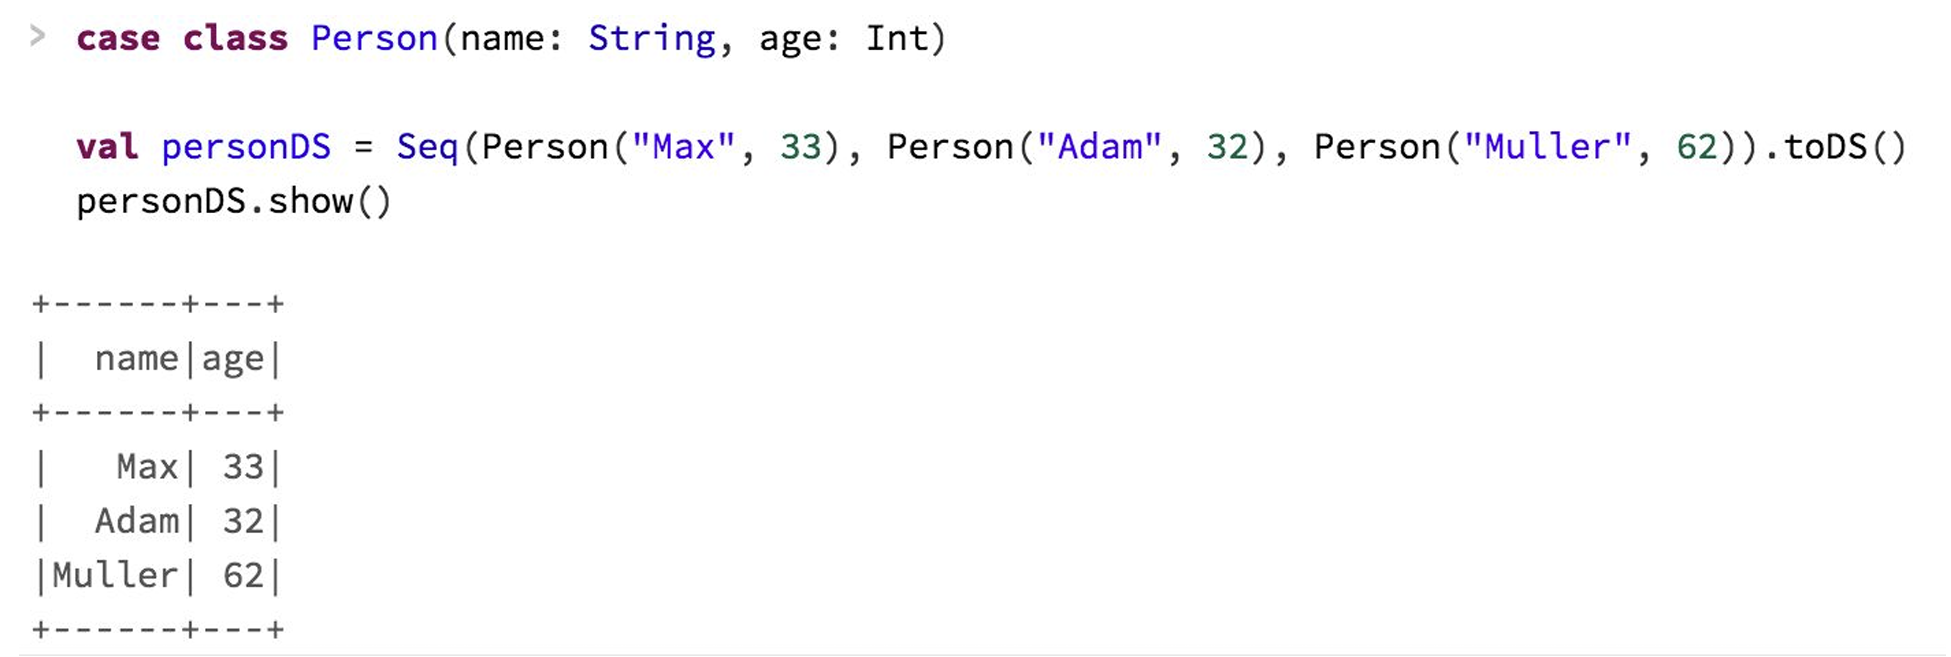 > case class Person(name: String, age: Int)
val personDS = Seq(Person("Max", 33), Person("Adam", 32), Person("Muller", 62)).toDS()
personDS.show()
+------+---+
|  name|age|
+------+---+
|   Max| 33|
|  Adam| 32|
|Muller| 62|
+------+---+